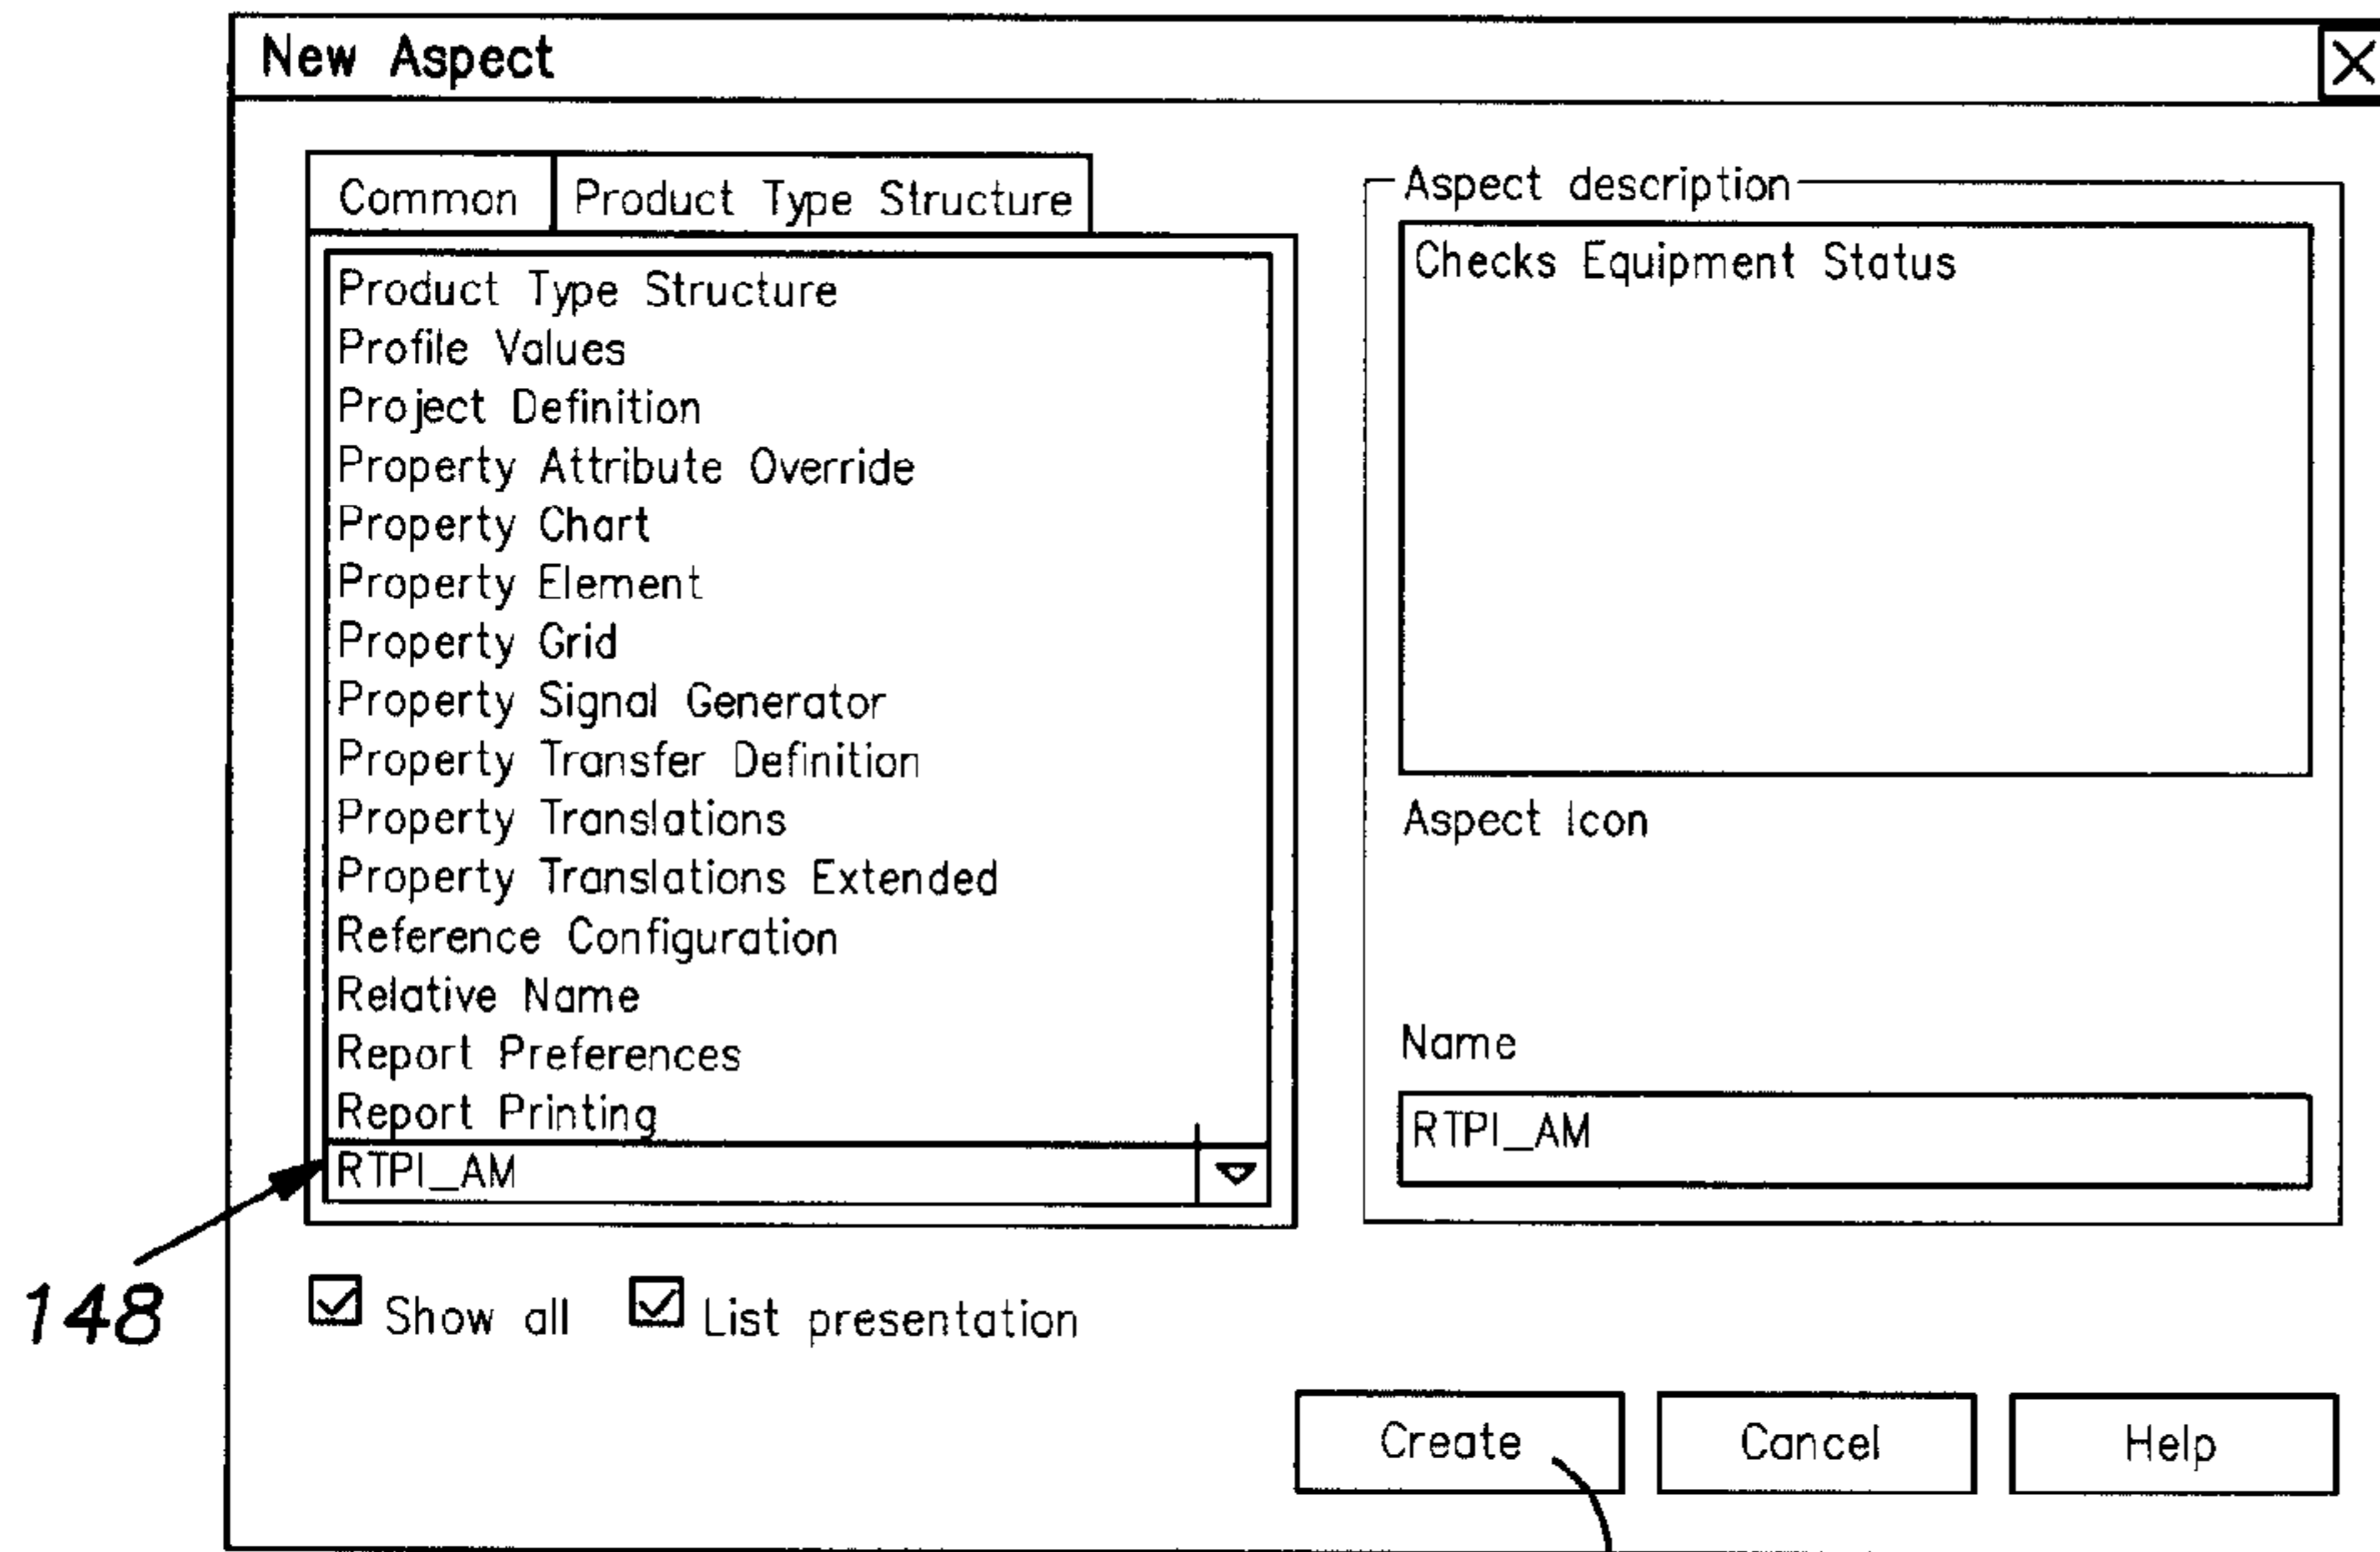 New Aspect
Common Product Type Structure
Product Type Structure
Profile Values
Project Definition
Property Attribute Override
Property Chart
Property Element
Property Grid
Property Signal Generator
Property Transfer Definition
Property Translations
Property Translations Extended
Reference Configuration
Relative Name
Report Preferences
Report Printing
RTPI_AM
148
Show all List presentation
Aspect description
Checks Equipment Status
Aspect Icon
Name
RTPI_AM
Create Cancel Help